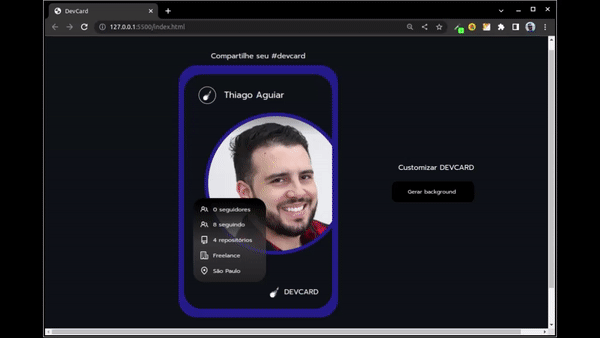 DevCard
127.0.0.1:5500/index.html
Compartilhe seu #devcard
Thiago Aguiar
0 seguidores
8 seguindo
4 repositórios
Freelance
São Paulo
DEVCARD
Customizar DEVCARD
Gerar background